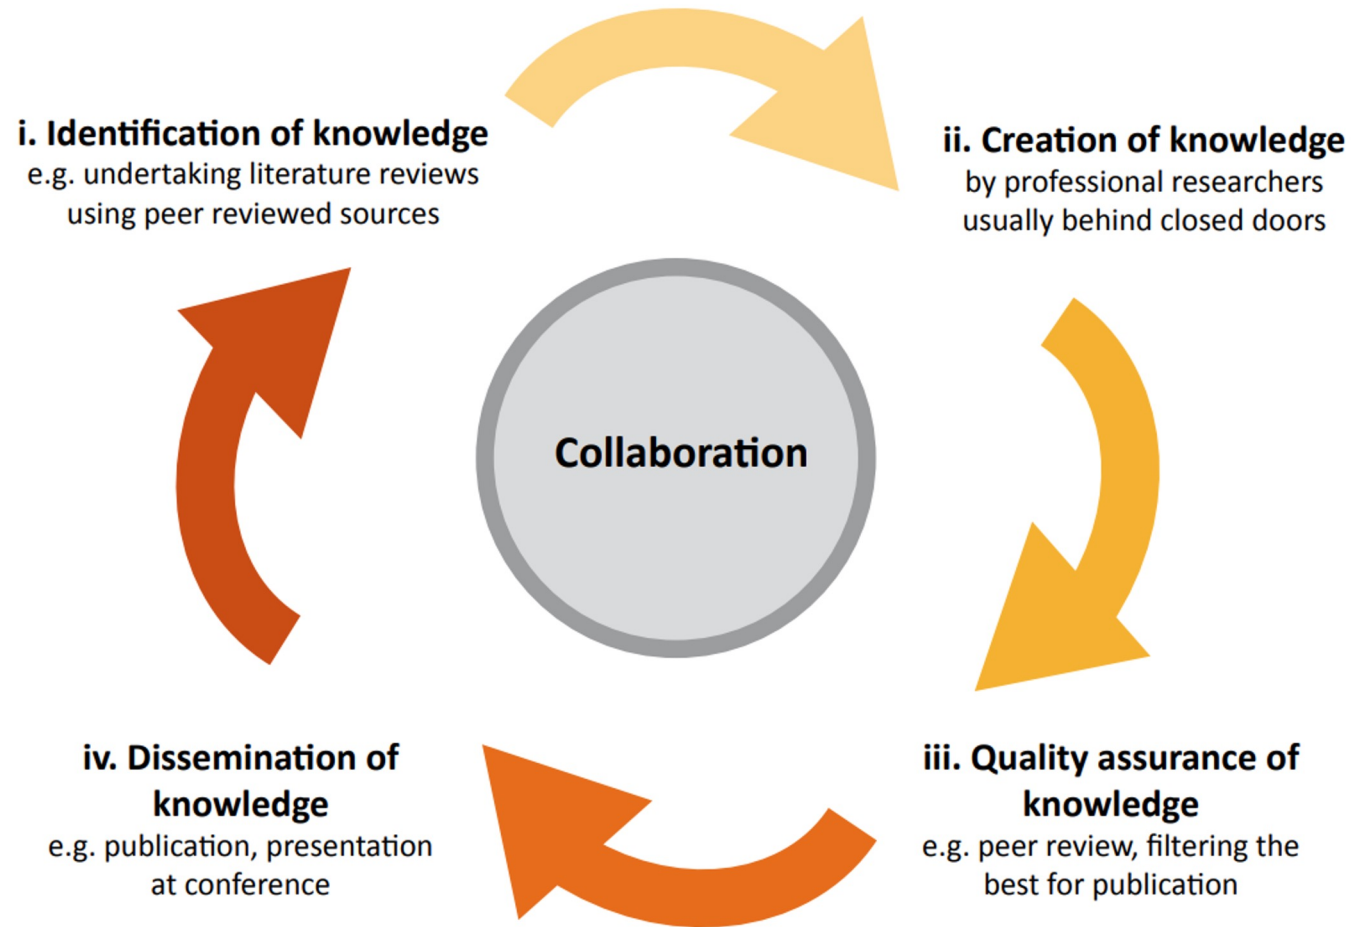 i. Identification of knowledge
e.g. undertaking literature reviews
using peer reviewed sources
ii. Creation of knowledge
by professional researchers
usually behind closed doors
Collaboration
iv. Dissemination of
knowledge
e.g. publication, presentation
at conference
iii. Quality assurance of
knowledge
e.g. peer review, filtering the
best for publication